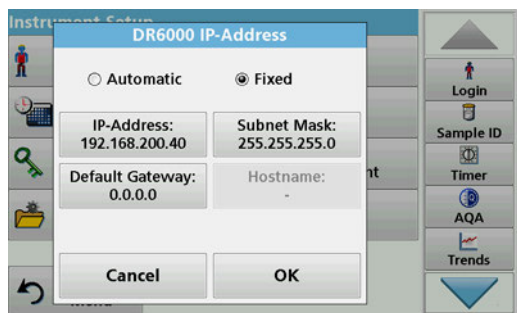 DR6000 IP-Address
Automatic
Fixed
IP-Address:
192.168.200.40
Subnet Mask:
255.255.255.0
Default Gateway:
0.0.0.0
Hostname:
-
Cancel
OK
Login
Sample ID
Timer
AQA
Trends